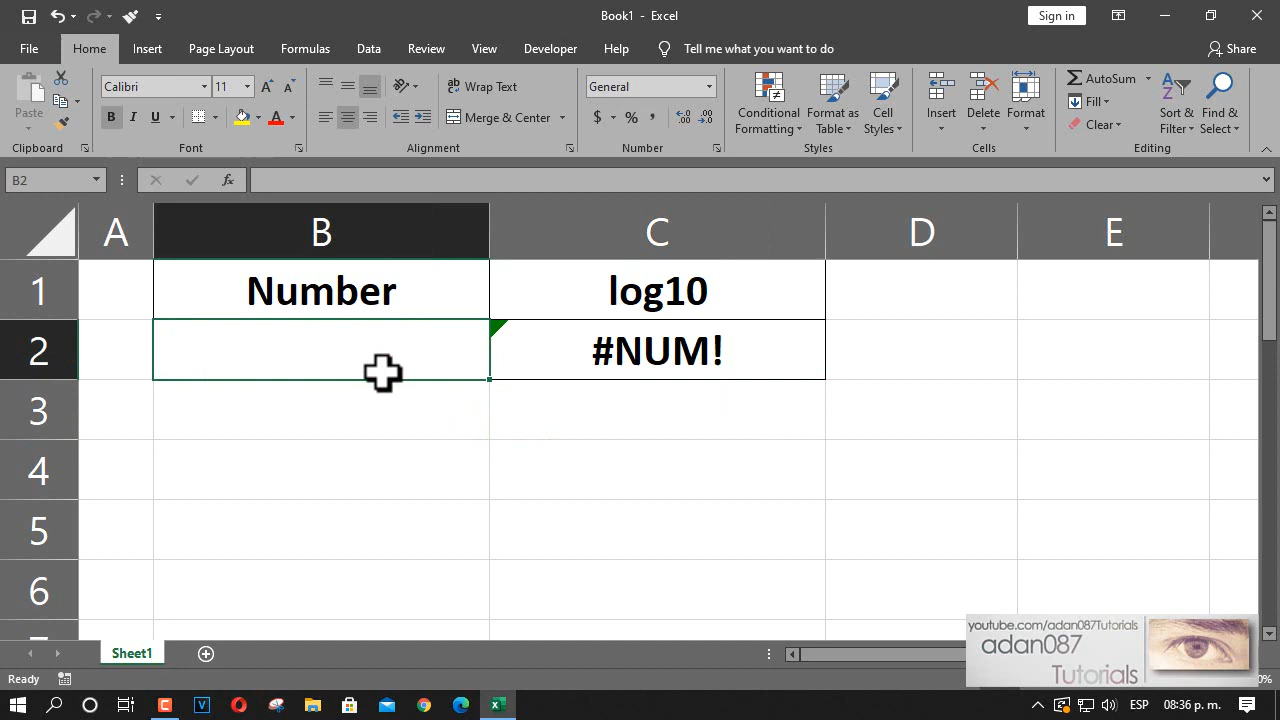 Book1 - Excel
Sign in
File Home Insert Page Layout Formulas Data Review View Developer Help Tell me what you want to do Share
Paste
Clipboard
Calibri 11
B I U
Font
Wrap Text
Merge & Center
Alignment
General
$ % ,
Number
Conditional Formatting
Format as Table
Cell Styles
Styles
Insert
Delete
Format
Cells
AutoSum
Fill
Clear
Sort & Filter
Find & Select
Editing
B2
fx
A B C D E
1 Number log10
2 #NUM!
3
4
5
6
youtube.com/adan087Tutorials
adan087
Tutorials
Sheet1
Ready
ESP 08:36 p. m.